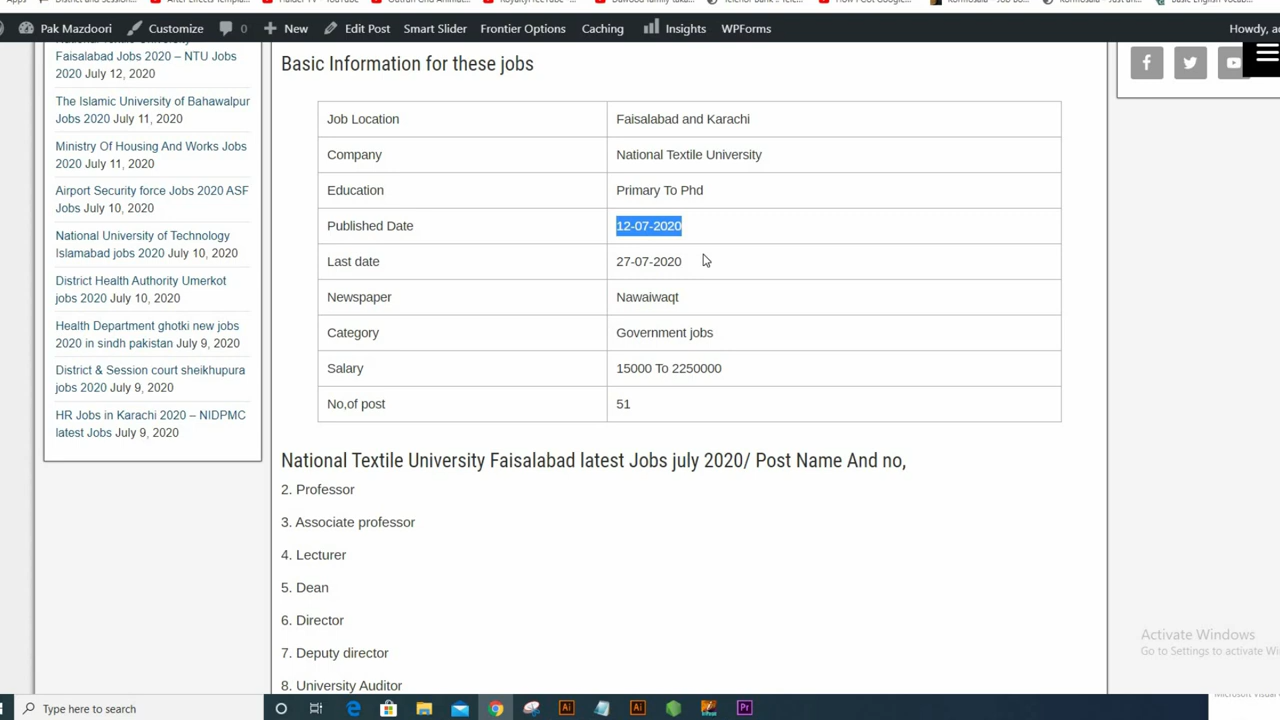 Pak Mazdoori Customize 0 New Edit Post Smart Slider Frontier Options Caching Insights WPForms Howdy,
Faisalabad Jobs 2020 – NTU Jobs
2020 July 12, 2020
The Islamic University of Bahawalpur
Jobs 2020 July 11, 2020
Ministry Of Housing And Works Jobs
2020 July 11, 2020
Airport Security force Jobs 2020 ASF
Jobs July 10, 2020
National University of Technology
Islamabad jobs 2020 July 10, 2020
District Health Authority Umerkot
jobs 2020 July 10, 2020
Health Department ghotki new jobs
2020 in sindh pakistan July 9, 2020
District & Session court sheikhupura
jobs 2020 July 9, 2020
HR Jobs in Karachi 2020 – NIDPMC
latest Jobs July 9, 2020
Basic Information for these jobs
Job Location Faisalabad and Karachi
Company National Textile University
Education Primary To Phd
Published Date 12-07-2020
Last date 27-07-2020
Newspaper Nawaiwaqt
Category Government jobs
Salary 15000 To 2250000
No,of post 51
National Textile University Faisalabad latest Jobs july 2020/ Post Name And no,
2. Professor
3. Associate professor
4. Lecturer
5. Dean
6. Director
7. Deputy director
8. University Auditor
Activate Windows
Go to Settings to activate
Type here to search